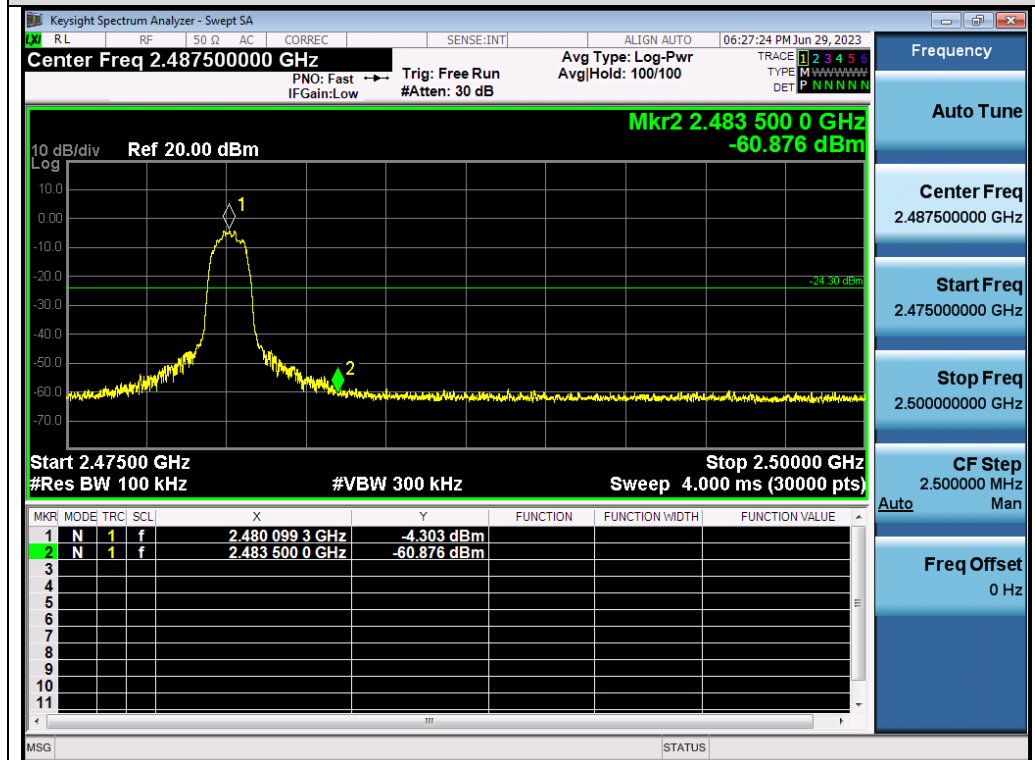 Keysight Spectrum Analyzer - Swept SA
LXI RL RF 50 Ω AC CORREC SENSE:INT ALIGN AUTO 06:27:24 PM Jun 29, 2023
Center Freq 2.487500000 GHz
PNO: Fast
IFGain:Low
Trig: Free Run
#Atten: 30 dB
Avg Type: Log-Pwr
Avg|Hold: 100/100
TRACE 1 2 3 4 5 6
TYPE M WWWWW
DET P N N N N N
Mkr2 2.483 500 0 GHz
-60.876 dBm
10 dB/div Ref 20.00 dBm
Log
10.0
0.00
-10.0
-20.0
-30.0
-40.0
-50.0
-60.0
-70.0
1
-24.30 dBm
2
Start 2.47500 GHz Stop 2.50000 GHz
#Res BW 100 kHz #VBW 300 kHz Sweep 4.000 ms (30000 pts)
MKR MODE TRC SCL X Y FUNCTION FUNCTION WIDTH FUNCTION VALUE
1 N 1 f 2.480 099 3 GHz -4.303 dBm
2 N 1 f 2.483 500 0 GHz -60.876 dBm
3
4
5
6
7
8
9
10
11
MSG STATUS
Frequency
Auto Tune
Center Freq
2.487500000 GHz
Start Freq
2.475000000 GHz
Stop Freq
2.500000000 GHz
CF Step
2.500000 MHz
Auto Man
Freq Offset
0 Hz